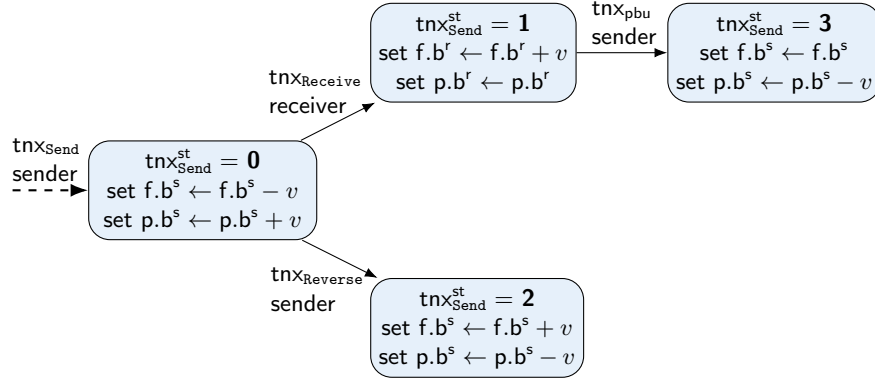 tnx_Send
sender
tnx^st_Send = 0
set f.b^s ← f.b^s − v
set p.b^s ← p.b^s + v
tnx_Receive
receiver
tnx^st_Send = 1
set f.b^r ← f.b^r + v
set p.b^r ← p.b^r
tnx_pbu
sender
tnx^st_Send = 3
set f.b^s ← f.b^s
set p.b^s ← p.b^s − v
tnx_Reverse
sender
tnx^st_Send = 2
set f.b^s ← f.b^s + v
set p.b^s ← p.b^s − v